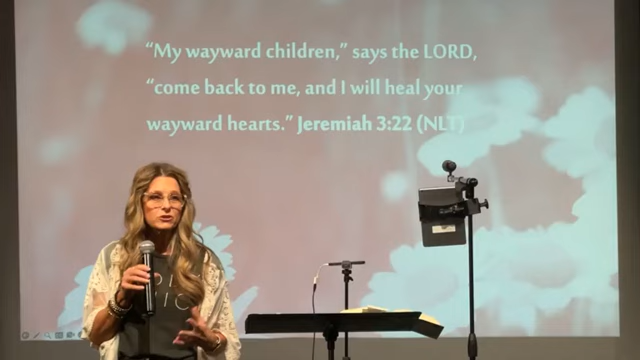 “My wayward children,” says the LORD,
“come back to me, and I will heal your
wayward hearts.” Jeremiah 3:22 (NLT)